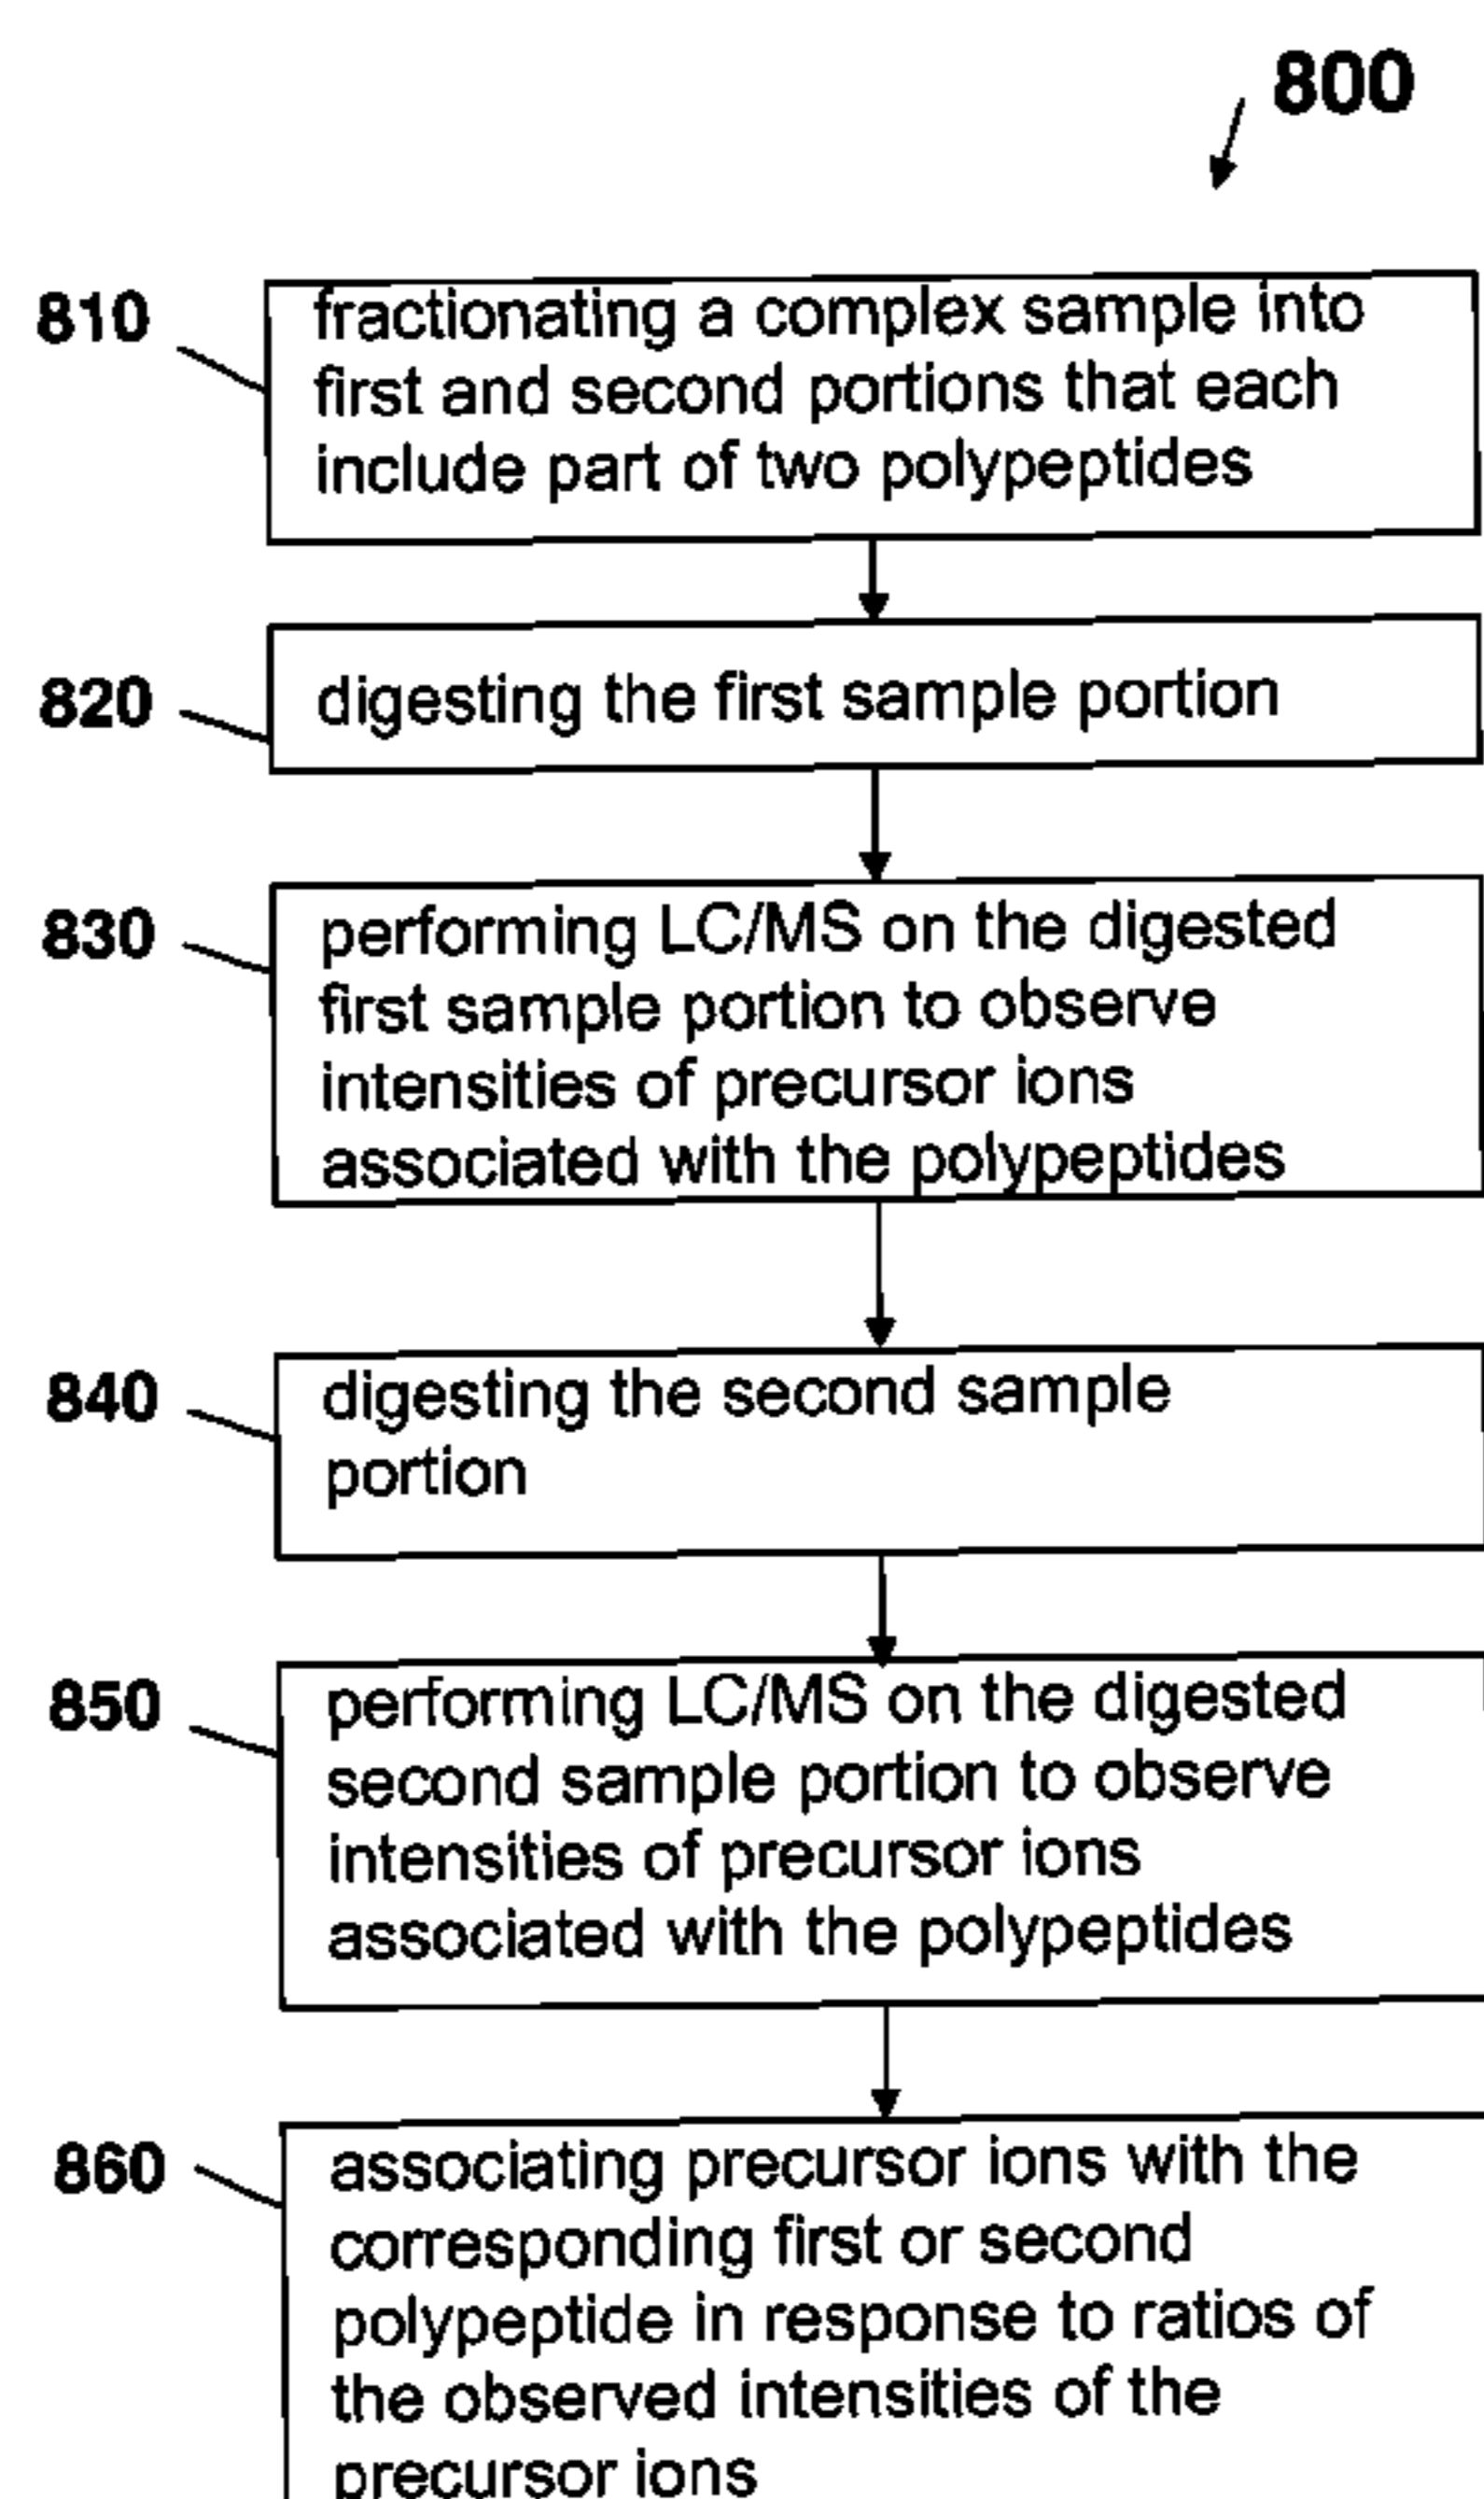 800
810
fractionating a complex sample into
first and second portions that each
include part of two polypeptides
820
digesting the first sample portion
830
performing LC/MS on the digested
first sample portion to observe
intensities of precursor ions
associated with the polypeptides
840
digesting the second sample
portion
850
performing LC/MS on the digested
second sample portion to observe
intensities of precursor ions
associated with the polypeptides
860
associating precursor ions with the
corresponding first or second
polypeptide in response to ratios of
the observed intensities of the
precursor ions